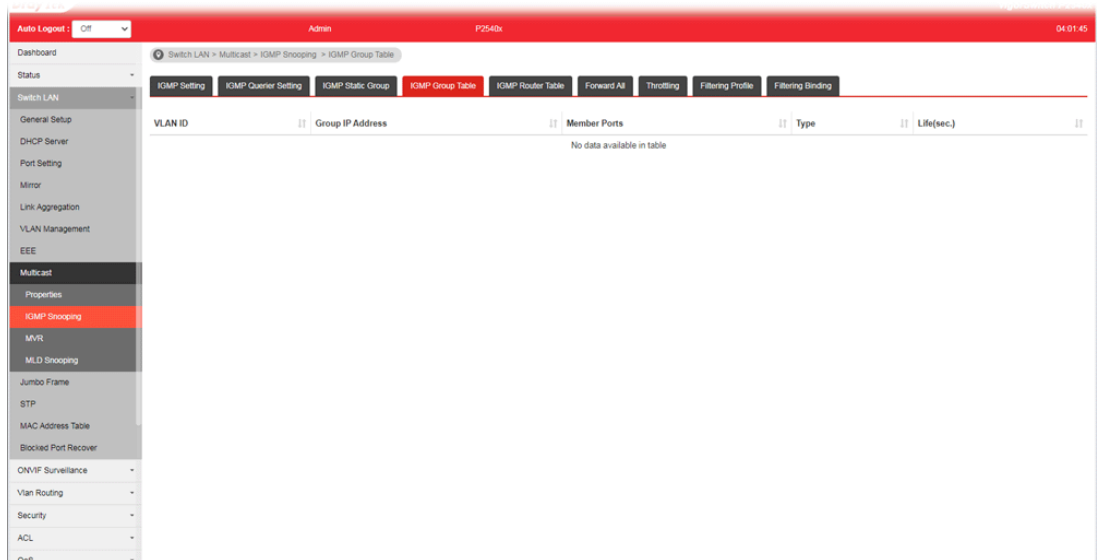 Auto Logout : Off Admin P2540x 04:01:45
Dashboard
Status
Switch LAN
General Setup
DHCP Server
Port Setting
Mirror
Link Aggregation
VLAN Management
EEE
Multicast
Properties
IGMP Snooping
MVR
MLD Snooping
Jumbo Frame
STP
MAC Address Table
Blocked Port Recover
ONVIF Surveillance
Vlan Routing
Security
ACL
Switch LAN > Multicast > IGMP Snooping > IGMP Group Table
IGMP Setting IGMP Querier Setting IGMP Static Group IGMP Group Table IGMP Router Table Forward All Throttling Filtering Profile Filtering Binding
VLAN ID Group IP Address Member Ports Type Life(sec.)
No data available in table